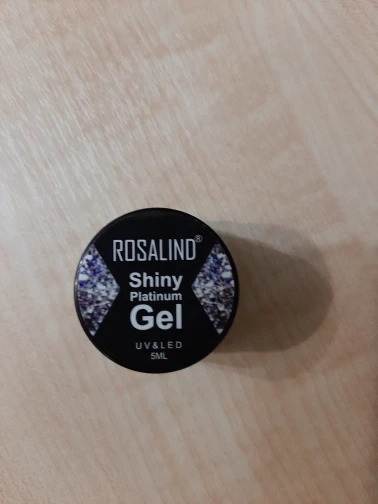 ROSALIND®
Shiny
Platinum
Gel
UV&LED
5ML